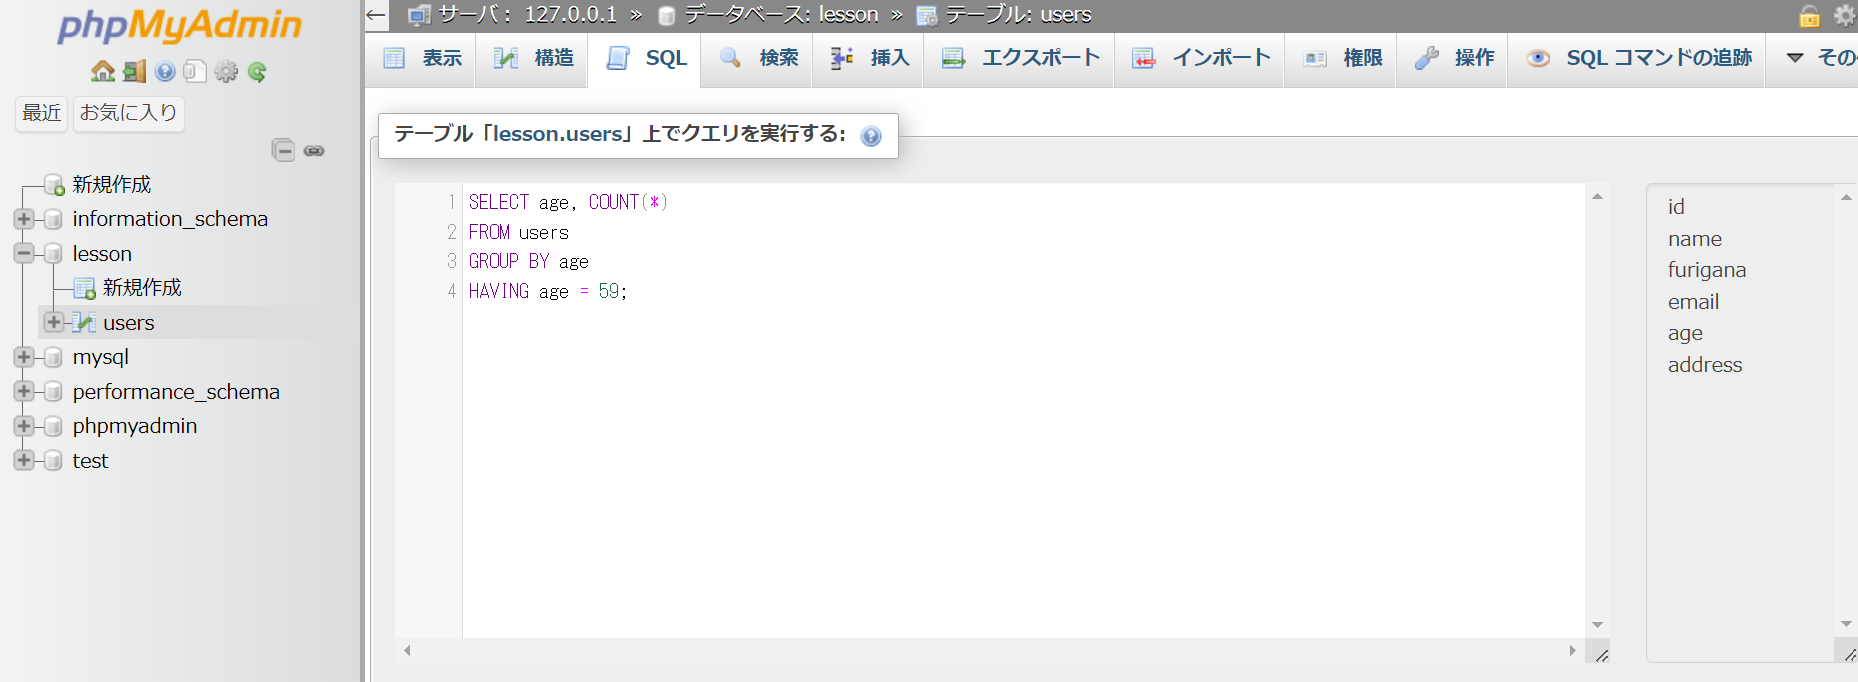 phpMyAdmin
最近 お気に入り
新規作成
information_schema
lesson
新規作成
users
mysql
performance_schema
phpmyadmin
test
← サーバ: 127.0.0.1 » データベース: lesson » テーブル: users
表示 構造 SQL 検索 挿入 エクスポート インポート 権限 操作 SQL コマンドの追跡 その
テーブル「lesson.users」上でクエリを実行する:
1 SELECT age, COUNT(*)
2 FROM users
3 GROUP BY age
4 HAVING age = 59;
id
name
furigana
email
age
address